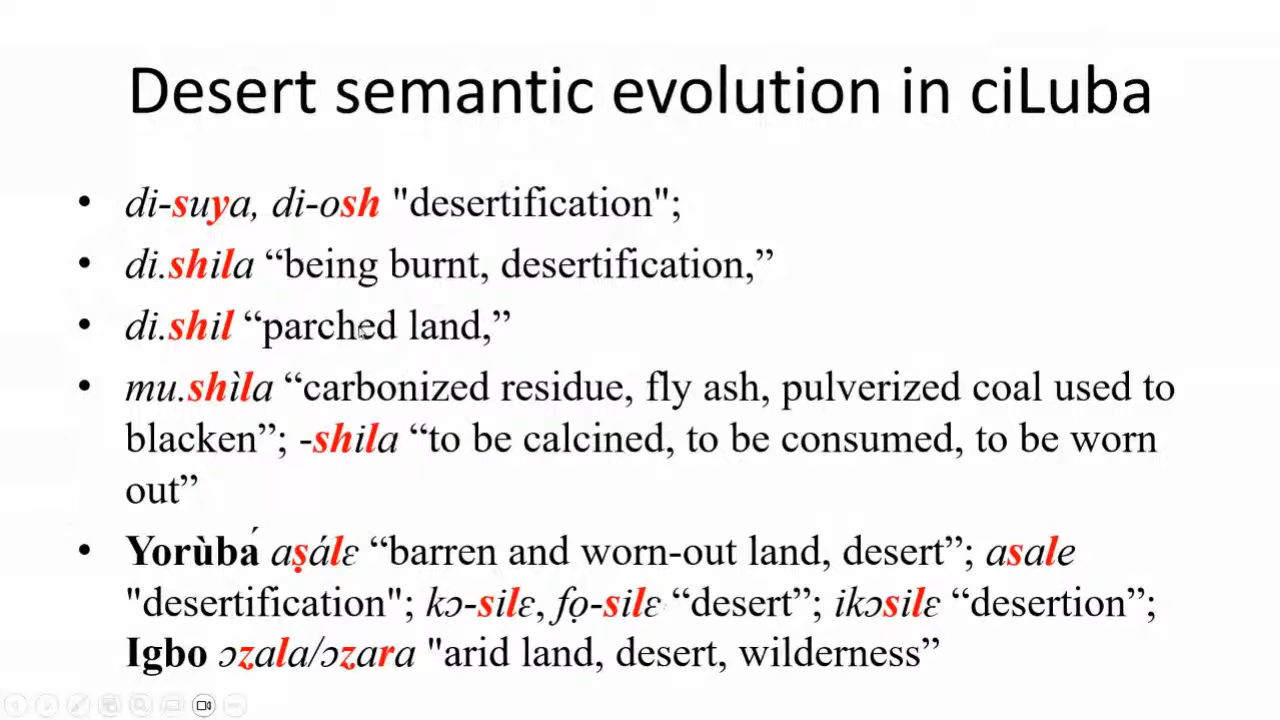 Desert semantic evolution in ciLuba
• di-suya, di-osh "desertification";
• di.shila “being burnt, desertification,”
• di.shil “parched land,”
• mu.shìla “carbonized residue, fly ash, pulverized coal used to
blacken”; -shila “to be calcined, to be consumed, to be worn
out”
• Yorùbá aṣálɛ “barren and worn-out land, desert”; asale
"desertification"; kɔ-silɛ, fọ-silɛ “desert”; ikɔsilɛ “desertion”;
Igbo ɔzala/ɔzara "arid land, desert, wilderness”